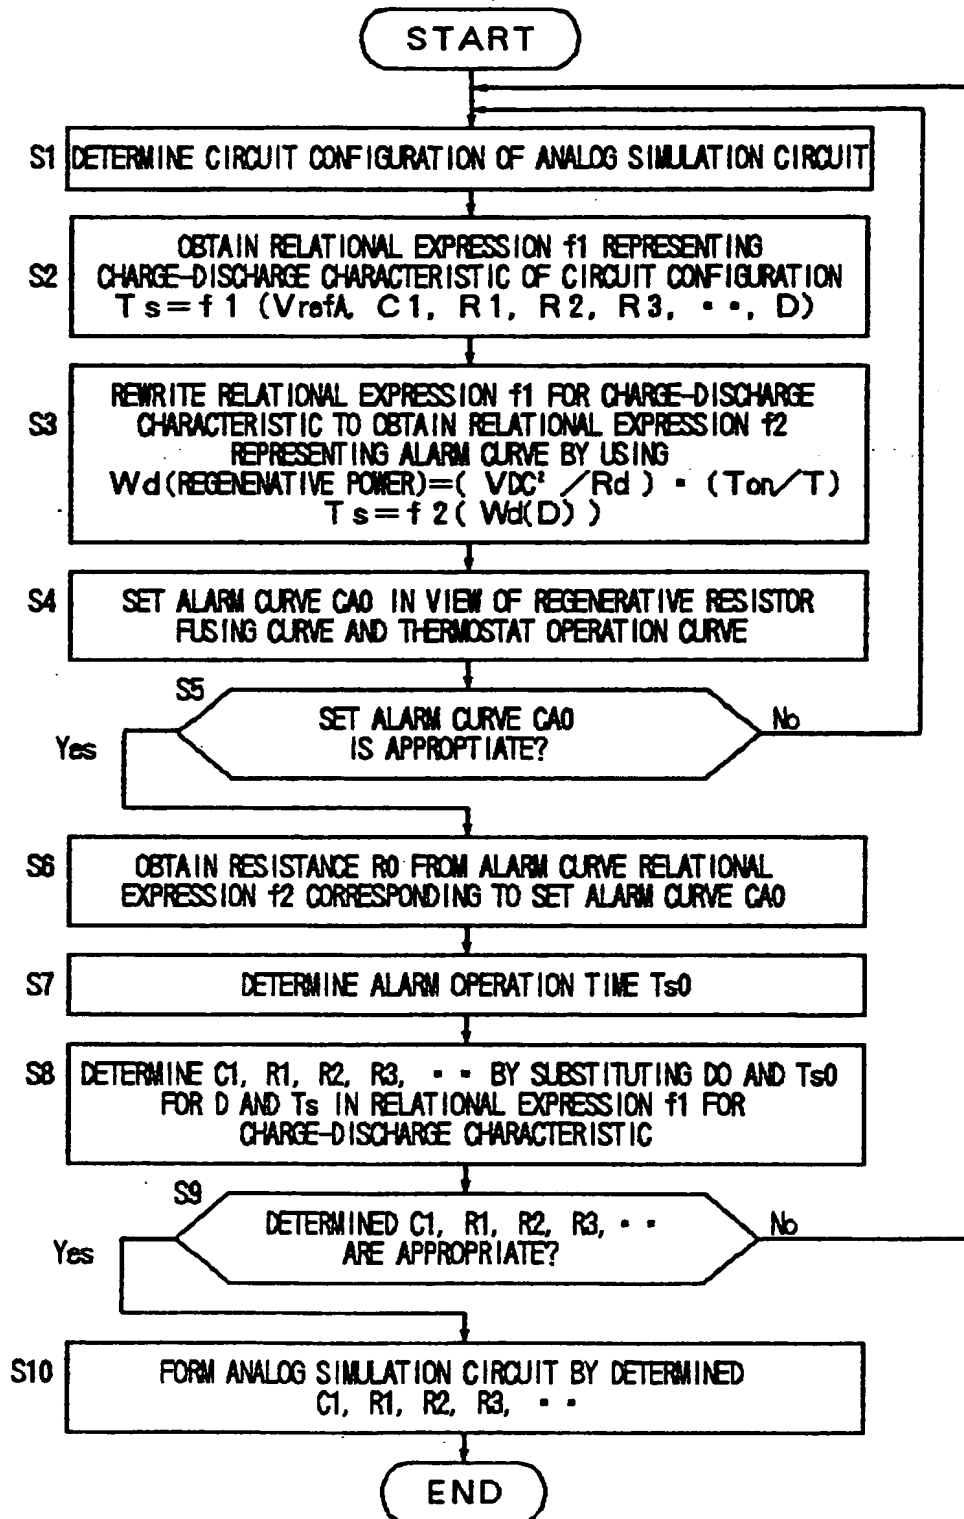 START
S1 DETERMINE CIRCUIT CONFIGURATION OF ANALOG SIMULATION CIRCUIT
OBTAIN RELATIONAL EXPRESSION f1 REPRESENTING
S2 CHARGE-DISCHARGE CHARACTERISTIC OF CIRCUIT CONFIGURATION
Ts=f1 (VrefA, C1, R1, R2, R3, ··, D)
REWRITE RELATIONAL EXPRESSION f1 FOR CHARGE-DISCHARGE
S3 CHARACTERISTIC TO OBTAIN RELATIONAL EXPRESSION f2
REPRESENTING ALARM CURVE BY USING
Wd(REGENENATIVE POWER)=( VDC² /Rd ) · (Ton/T)
Ts=f2( Wd(D) )
S4 SET ALARM CURVE CA0 IN VIEW OF REGENERATIVE RESISTOR
FUSING CURVE AND THERMOSTAT OPERATION CURVE
S5
SET ALARM CURVE CA0
IS APPROPTIATE?
No
Yes
S6 OBTAIN RESISTANCE R0 FROM ALARM CURVE RELATIONAL
EXPRESSION f2 CORRESPONDING TO SET ALARM CURVE CA0
S7 DETERMINE ALARM OPERATION TIME Ts0
S8 DETERMINE C1, R1, R2, R3, ·· BY SUBSTITUTING D0 AND Ts0
FOR D AND Ts IN RELATIONAL EXPRESSION f1 FOR
CHARGE-DISCHARGE CHARACTERISTIC
S9
DETERMINED C1, R1, R2, R3, ··
ARE APPROPRIATE?
No
Yes
S10 FORM ANALOG SIMULATION CIRCUIT BY DETERMINED
C1, R1, R2, R3, ··
END